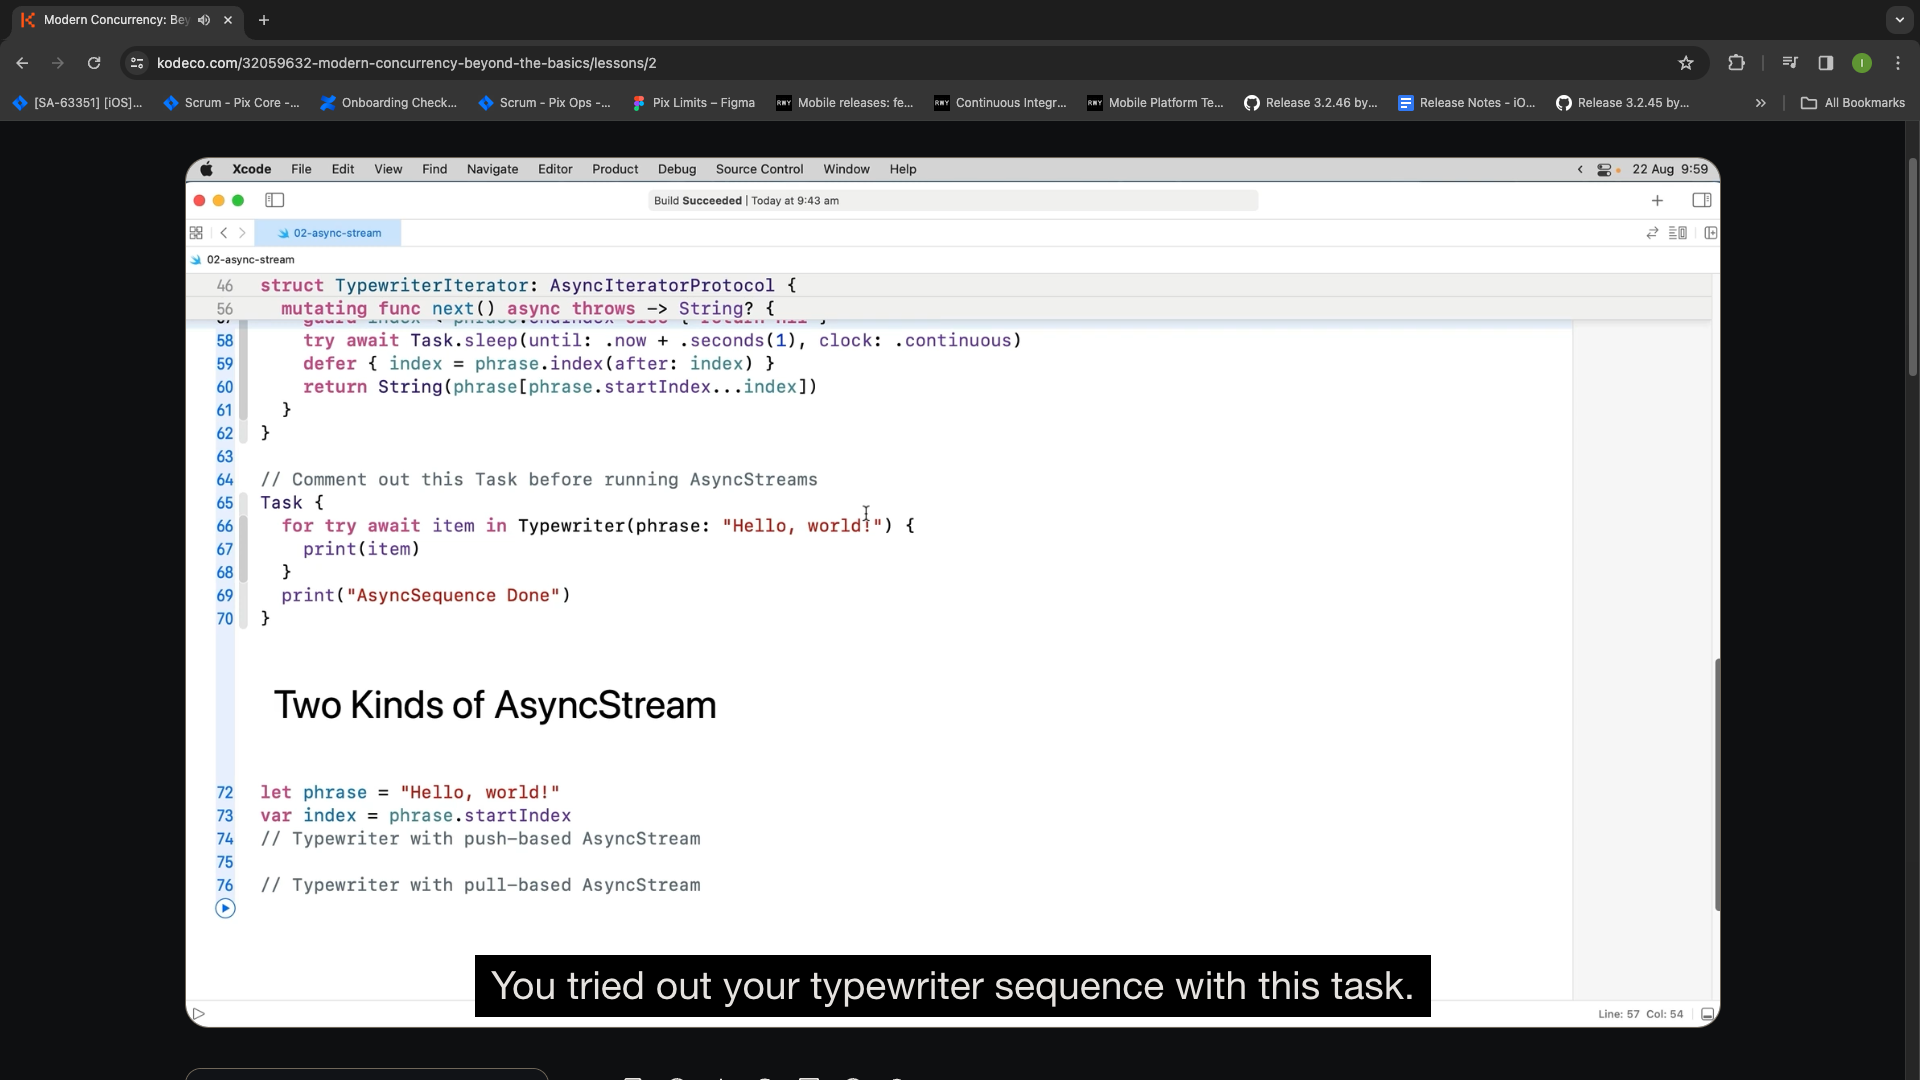 Modern Concurrency: Bey
kodeco.com/32059632-modern-concurrency-beyond-the-basics/lessons/2
I
[SA-63351] [iOS]...
Scrum - Pix Core -...
Onboarding Check...
Scrum - Pix Ops -...
Pix Limits – Figma
RWY Mobile releases: fe...
RWY Continuous Integr...
RWY Mobile Platform Te...
Release 3.2.46 by...
Release Notes - iO...
Release 3.2.45 by...
All Bookmarks
Xcode File Edit View Find Navigate Editor Product Debug Source Control Window Help
22 Aug 9:59
Build Succeeded | Today at 9:43 am
02-async-stream
02-async-stream
46 struct TypewriterIterator: AsyncIteratorProtocol {
56 mutating func next() async throws -> String? {
58 try await Task.sleep(until: .now + .seconds(1), clock: .continuous)
59 defer { index = phrase.index(after: index) }
60 return String(phrase[phrase.startIndex...index])
61 }
62 }
63
64 // Comment out this Task before running AsyncStreams
65 Task {
66 for try await item in Typewriter(phrase: "Hello, world!") {
67 print(item)
68 }
69 print("AsyncSequence Done")
70 }
Two Kinds of AsyncStream
72 let phrase = "Hello, world!"
73 var index = phrase.startIndex
74 // Typewriter with push-based AsyncStream
75
76 // Typewriter with pull-based AsyncStream
You tried out your typewriter sequence with this task.
Line: 57 Col: 54